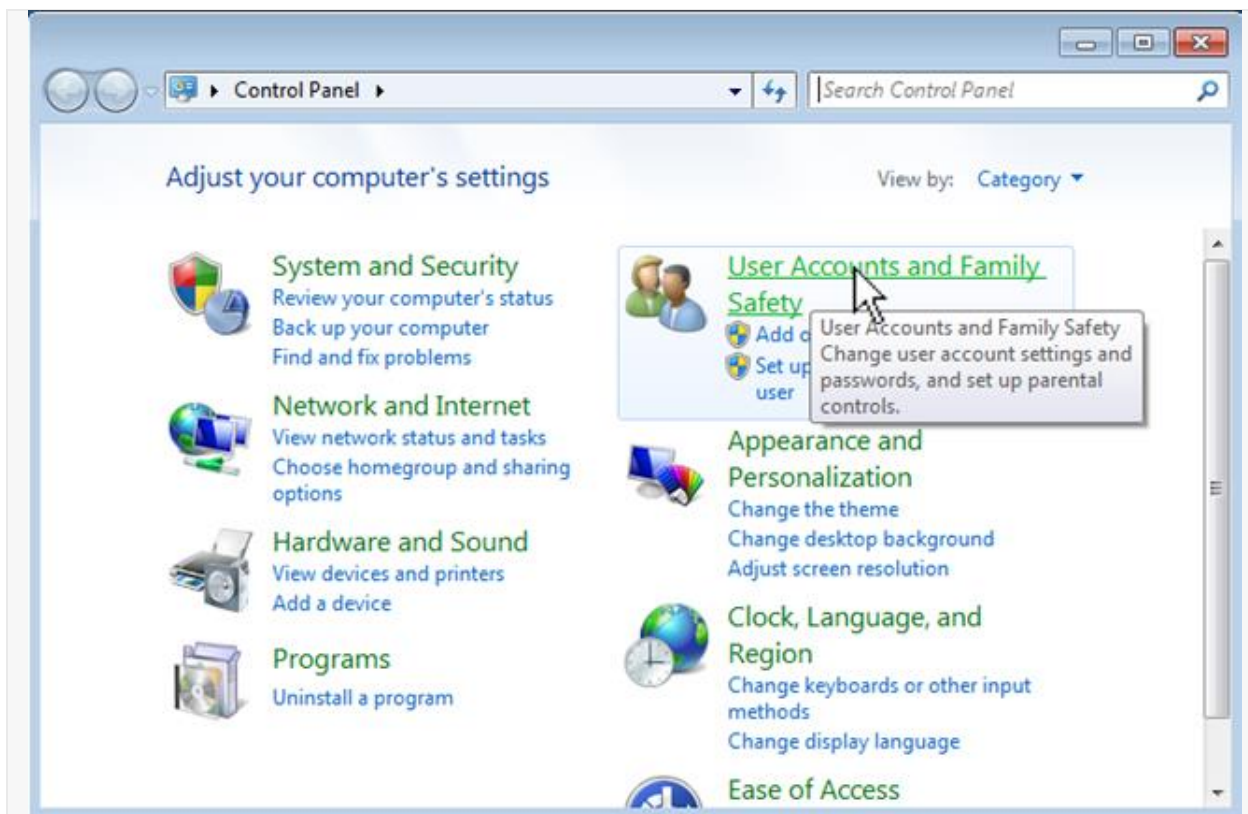 Control Panel
Search Control Panel
Adjust your computer's settings
View by: Category
System and Security
Review your computer's status
Back up your computer
Find and fix problems
Network and Internet
View network status and tasks
Choose homegroup and sharing
options
Hardware and Sound
View devices and printers
Add a device
Programs
Uninstall a program
User Accounts and Family
Safety
Add
Set up
user
User Accounts and Family Safety
Change user account settings and
passwords, and set up parental
controls.
Appearance and
Personalization
Change the theme
Change desktop background
Adjust screen resolution
Clock, Language, and
Region
Change keyboards or other input
methods
Change display language
Ease of Access